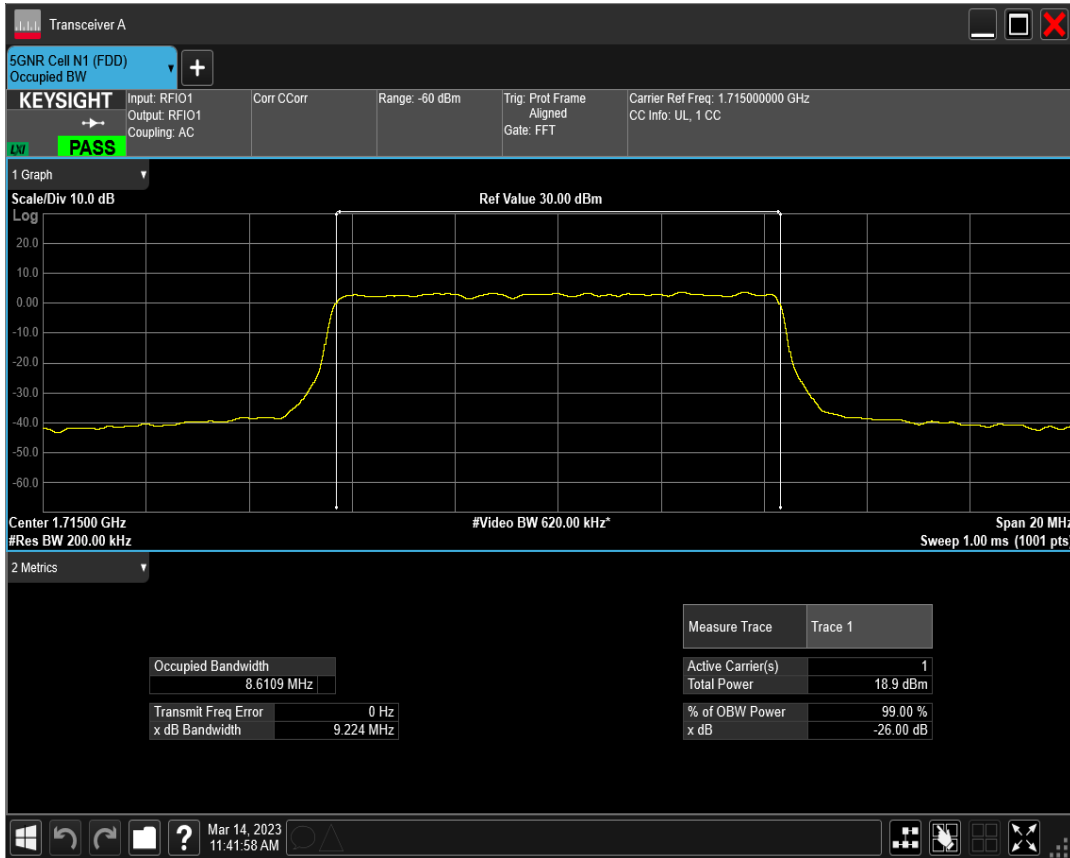 Transceiver A
5GNR Cell N1 (FDD)
Occupied BW
+
KEYSIGHT
LXI
PASS
Input: RFIO1
Output: RFIO1
Coupling: AC
Corr CCorr
Range: -60 dBm
Trig: Prot Frame
Aligned
Gate: FFT
Carrier Ref Freq: 1.715000000 GHz
CC Info: UL, 1 CC
1 Graph
Scale/Div 10.0 dB
Ref Value 30.00 dBm
Log
20.0
10.0
0.00
-10.0
-20.0
-30.0
-40.0
-50.0
-60.0
Center 1.71500 GHz
#Video BW 620.00 kHz*
Span 20 MHz
#Res BW 200.00 kHz
Sweep 1.00 ms (1001 pts)
2 Metrics
Measure Trace Trace 1
Occupied Bandwidth
8.6109 MHz
Transmit Freq Error 0 Hz
x dB Bandwidth 9.224 MHz
Active Carrier(s) 1
Total Power 18.9 dBm
% of OBW Power 99.00 %
x dB -26.00 dB
?
Mar 14, 2023
11:41:58 AM